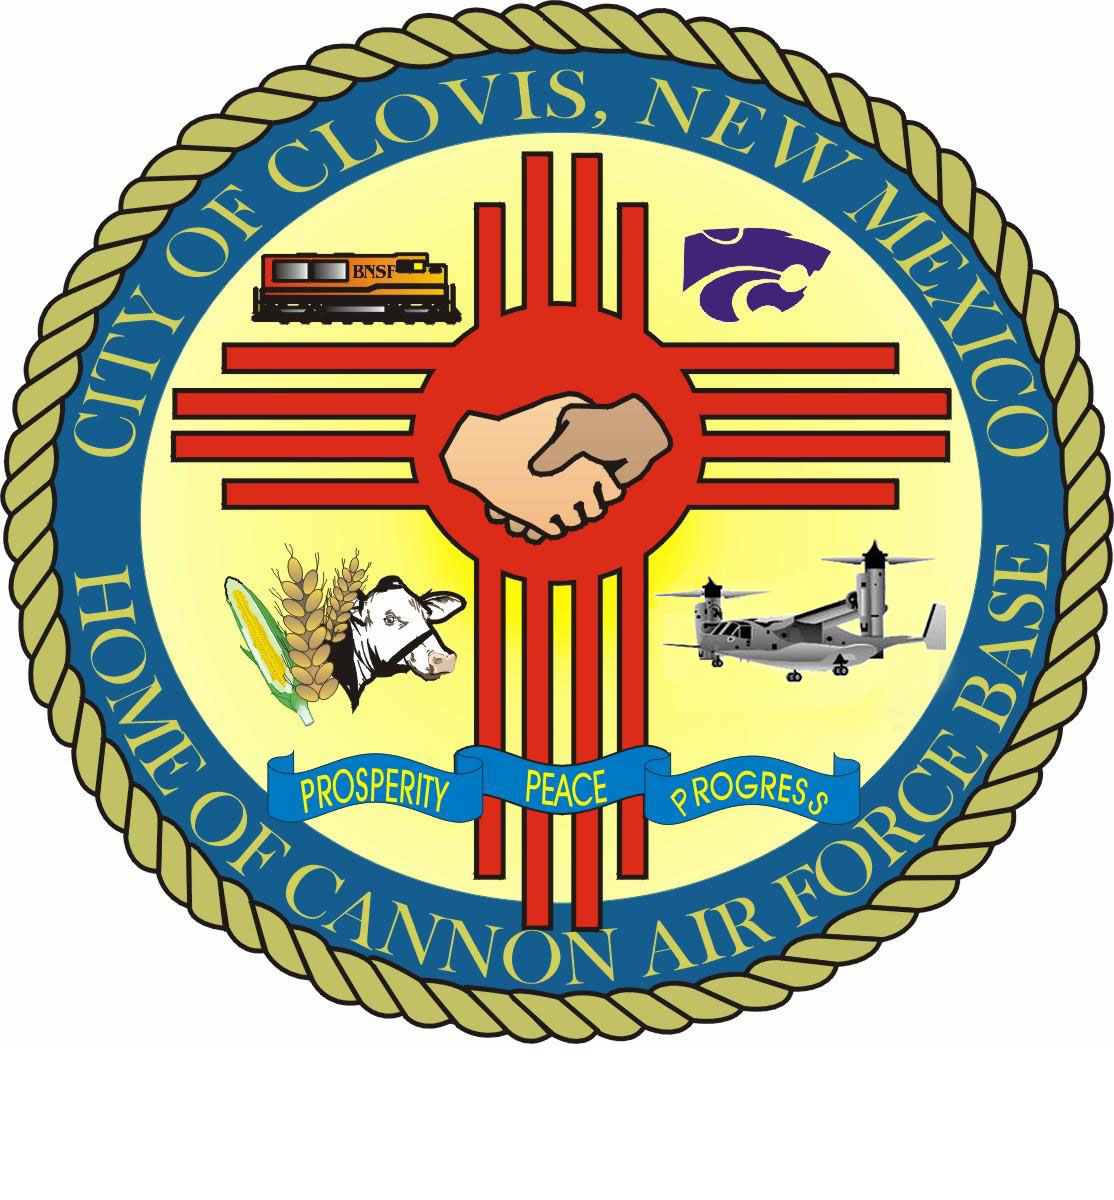 CITY OF CLOVIS, NEW MEXICO
BNSF
PROSPERITY
PEACE
PROGRESS
HOME OF CANNON AIR FORCE BASE